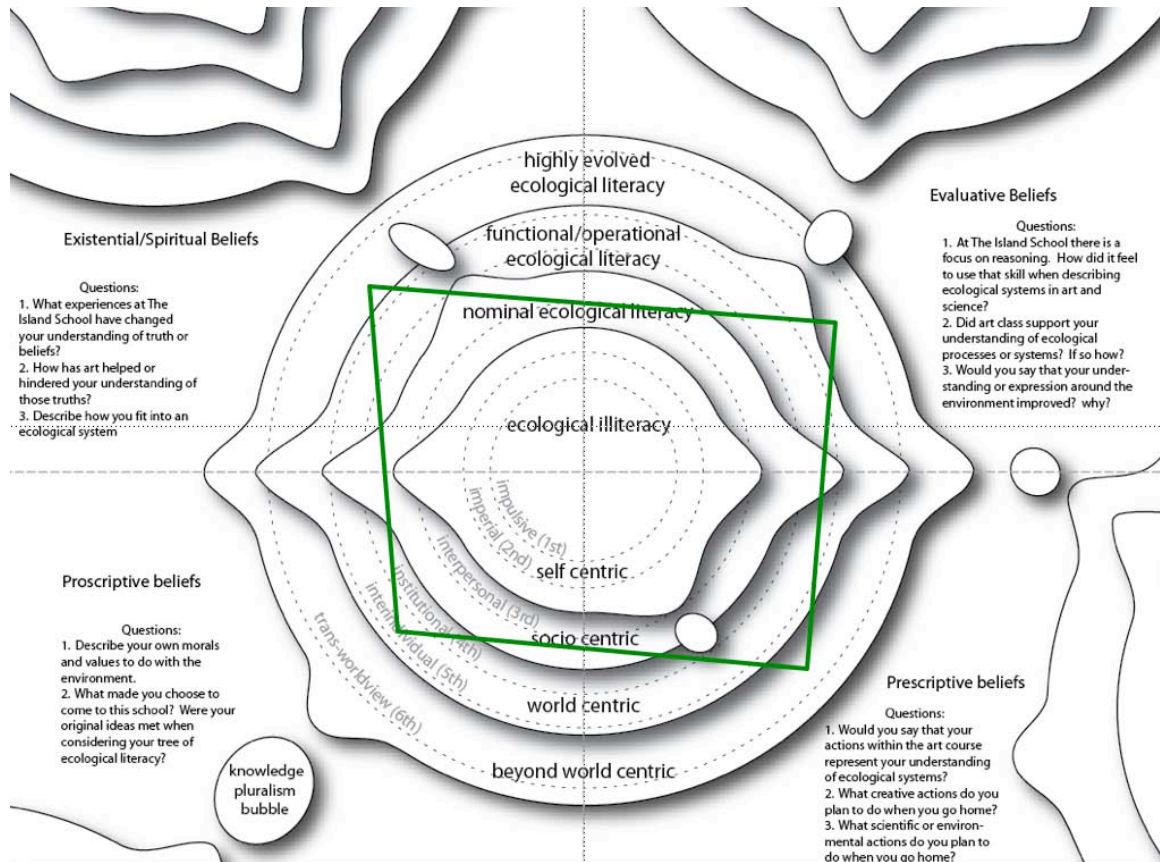 highly evolved
ecological literacy
functional/operational
ecological literacy
nominal ecological literacy
ecological illiteracy
impulsive (1st)
imperial (2nd)
interpersonal (3rd)
institutional (4th)
interindividual (5th)
trans-worldview (6th)
self centric
socio centric
world centric
beyond world centric
Existential/Spiritual Beliefs
Questions:
1. What experiences at The
Island School have changed
your understanding of truth or
beliefs?
2. How has art helped or
hindered your understanding of
those truths?
3. Describe how you fit into an
ecological system
Evaluative Beliefs
Questions:
1. At The Island School there is a
focus on reasoning. How did it feel
to use that skill when describing
ecological systems in art and
science?
2. Did art class support your
understanding of ecological
processes or systems? If so how?
3. Would you say that your under-
standing or expression around the
environment improved? why?
Proscriptive beliefs
Questions:
1. Describe your own morals
and values to do with the
environment.
2. What made you choose to
come to this school? Were your
original ideas met when
considering your tree of
ecological literacy?
knowledge
pluralism
bubble
Prescriptive beliefs
Questions:
1. Would you say that your
actions within the art course
represent your understanding
of ecological systems?
2. What creative actions do you
plan to do when you go home?
3. What scientific or environ-
mental actions do you plan to
do when you go home?